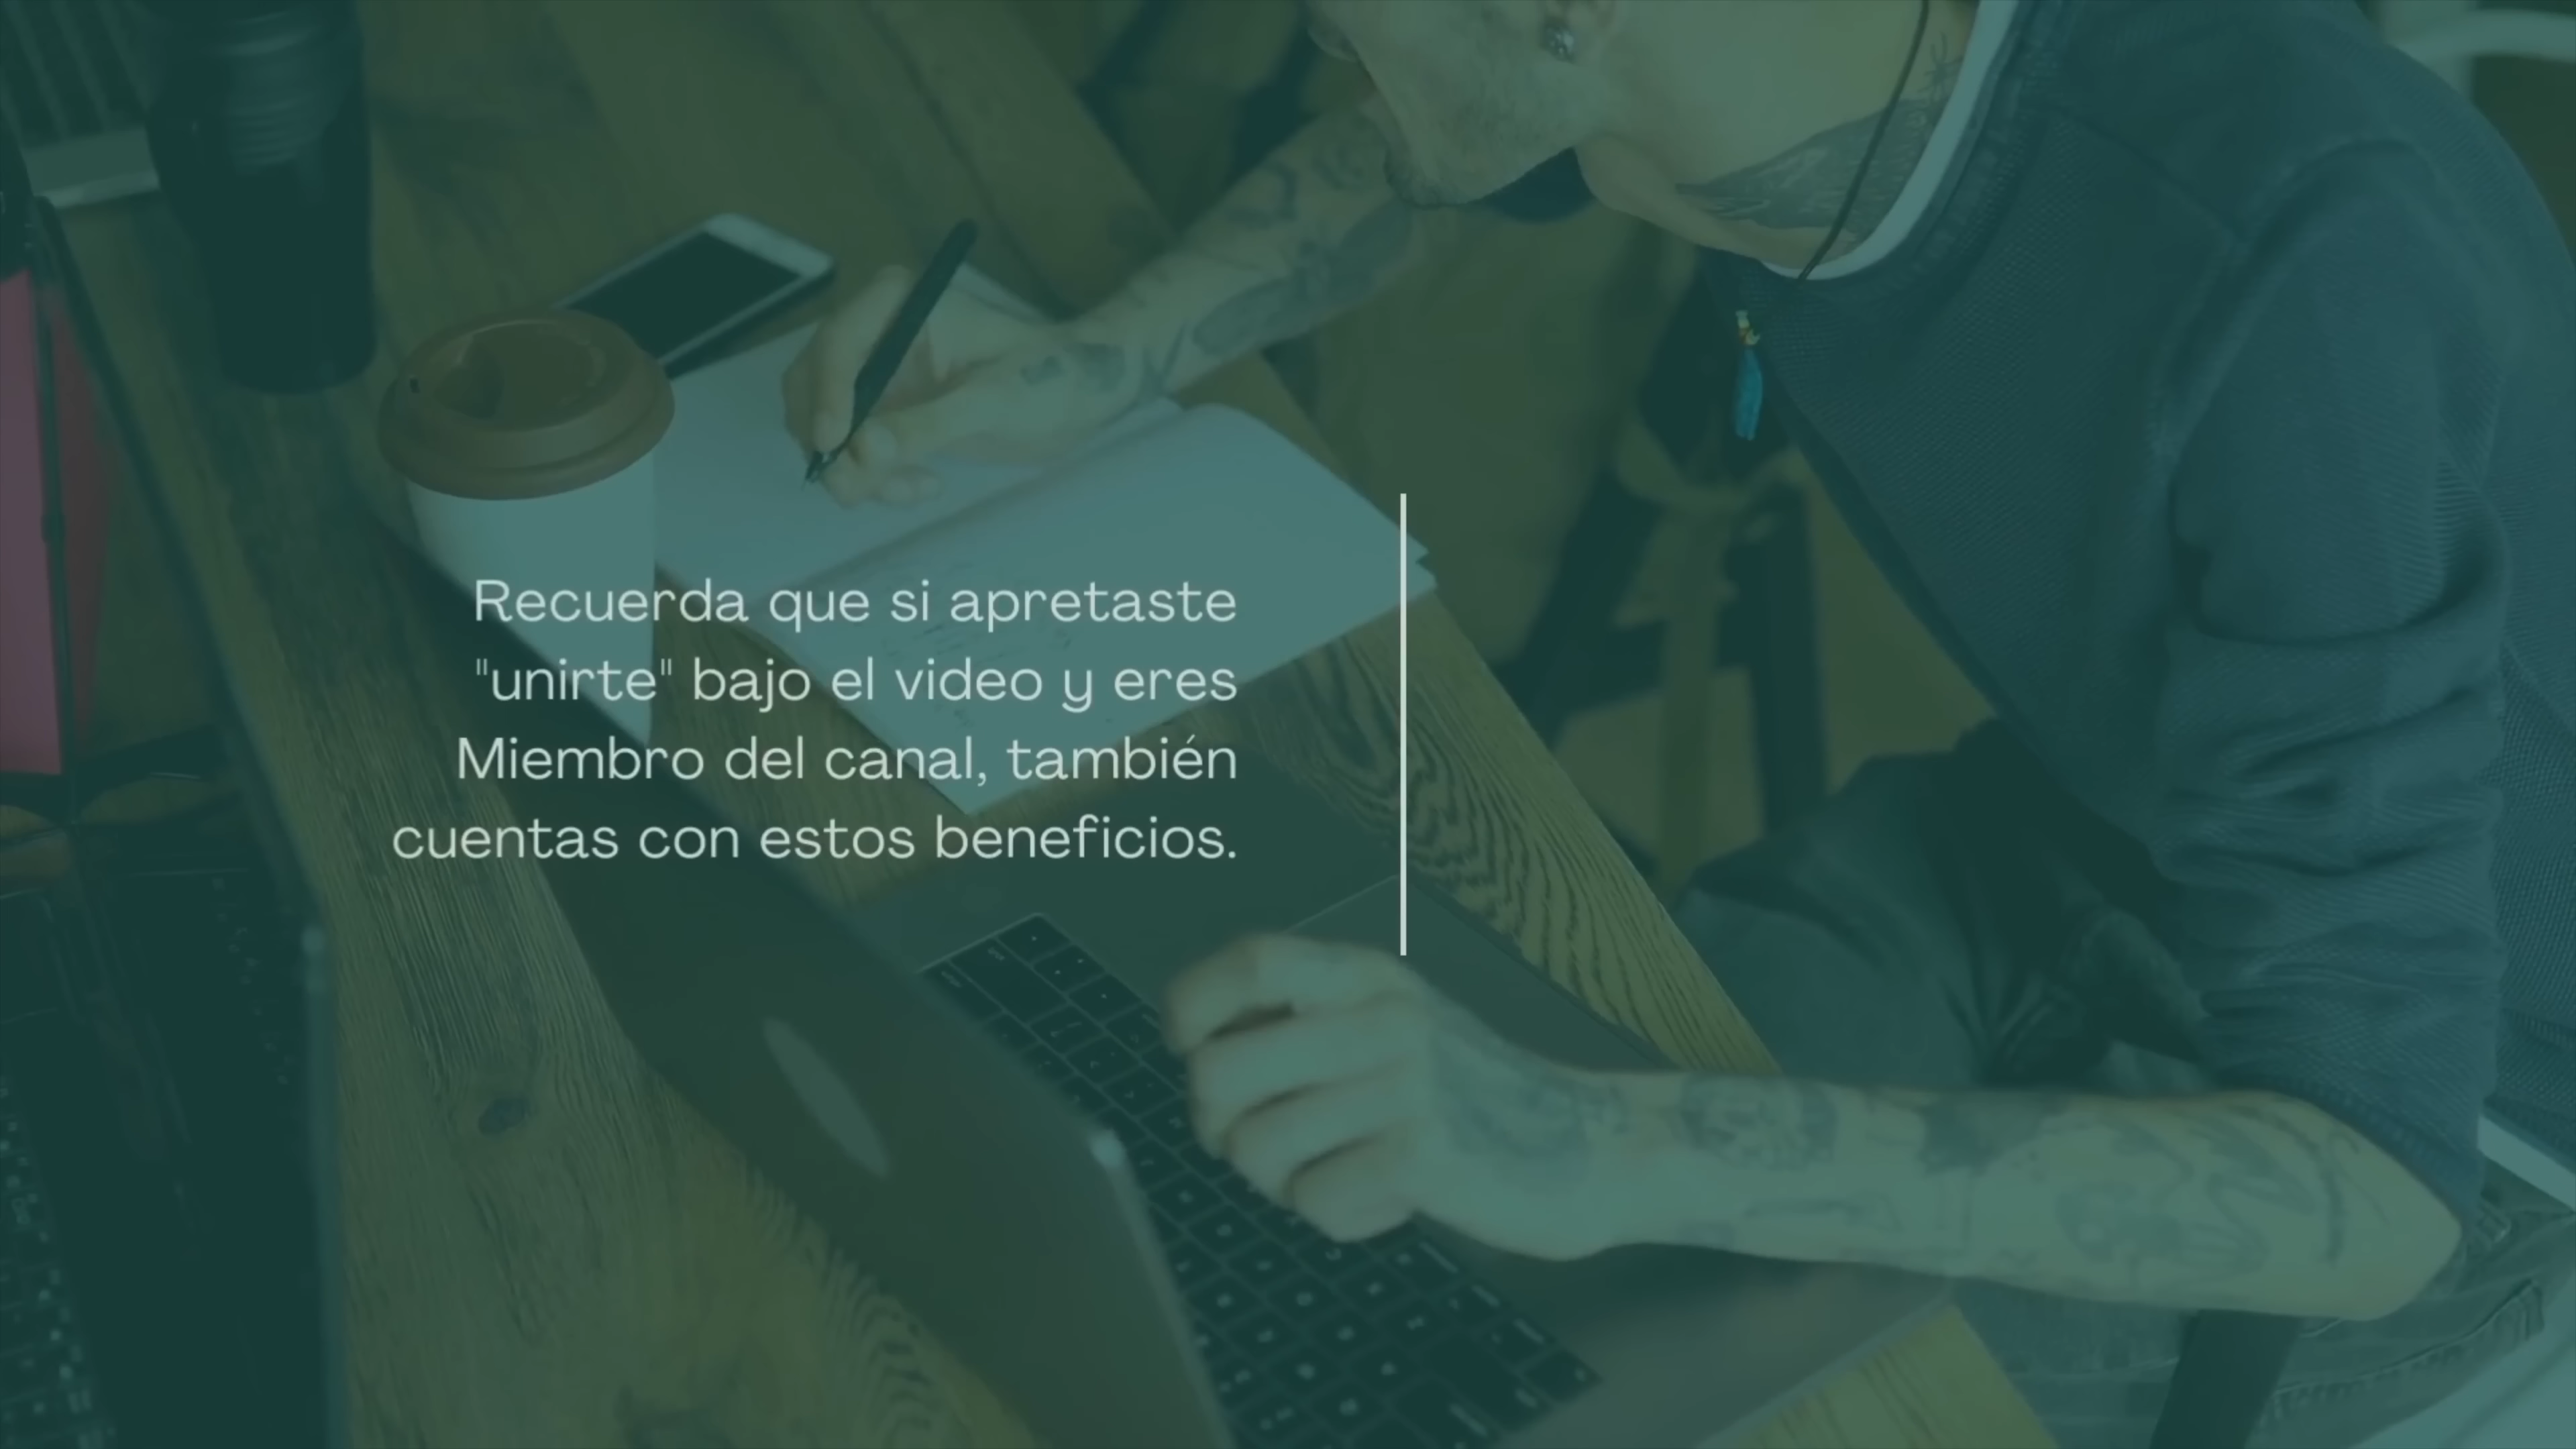 Recuerda que si apretaste
"unirte" bajo el video y eres
Miembro del canal, también
cuentas con estos beneficios.